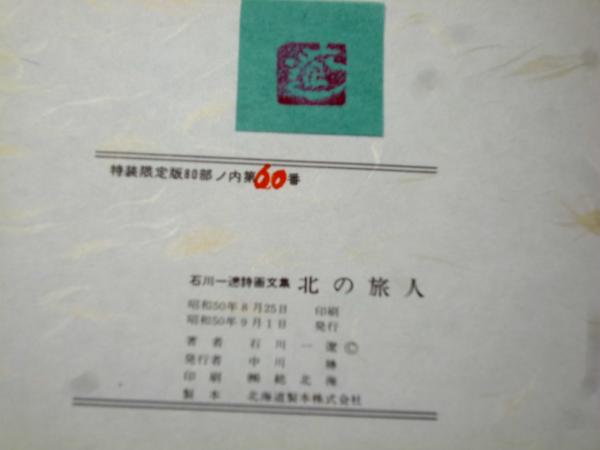 特装限定版80部ノ内第60番
石川一遼詩画文集 北の旅人
昭和50年8月25日 印刷
昭和50年9月1日 発行
著者 石川一遼 ©
発行者 中川 勝
印刷 ㈱総北海
製本 北海道製本株式会社